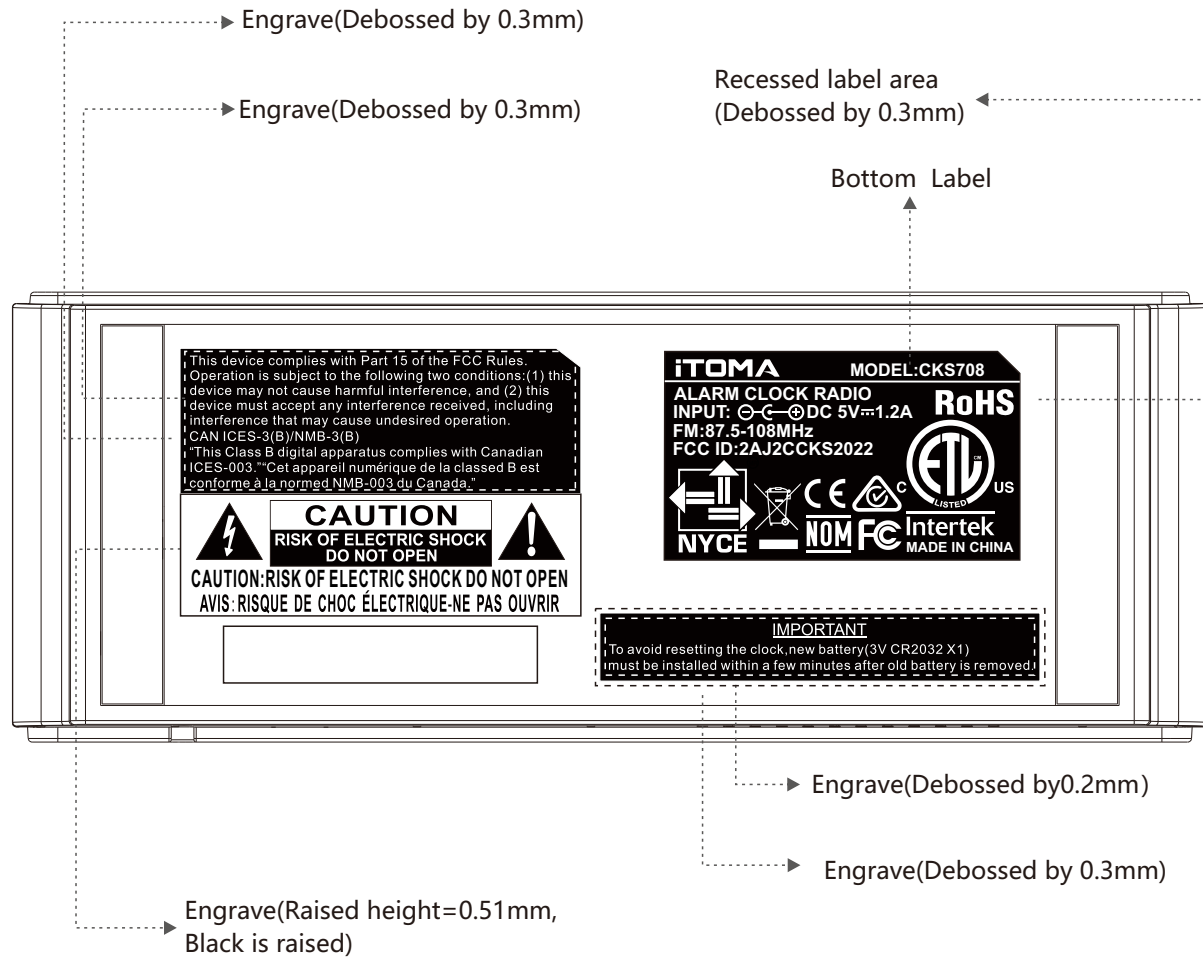 Engrave(Debossed by 0.3mm)
Engrave(Debossed by 0.3mm)
Recessed label area
(Debossed by 0.3mm)
Bottom Label
This device complies with Part 15 of the FCC Rules.
Operation is subject to the following two conditions:(1) this
device may not cause harmful interference, and (2) this
device must accept any interference received, including
interference that may cause undesired operation.
CAN ICES-3(B)/NMB-3(B)
“This Class B digital apparatus complies with Canadian
ICES-003.”“Cet appareil numérique de la classed B est
conforme à la normed NMB-003 du Canada.”
CAUTION
RISK OF ELECTRIC SHOCK
DO NOT OPEN
CAUTION:RISK OF ELECTRIC SHOCK DO NOT OPEN
AVIS:RISQUE DE CHOC ÉLECTRIQUE-NE PAS OUVRIR
iTOMA MODEL:CKS708
ALARM CLOCK RADIO
INPUT: DC 5V⎓1.2A
FM:87.5-108MHz
FCC ID:2AJ2CCKS2022
RoHS
ETL
CM
LISTED
C US
Intertek
MADE IN CHINA
NYCE
CE
NOM
FC
IMPORTANT
To avoid resetting the clock,new battery(3V CR2032 X1)
must be installed within a few minutes after old battery is removed.
Engrave(Debossed by0.2mm)
Engrave(Debossed by 0.3mm)
Engrave(Raised height=0.51mm,
Black is raised)